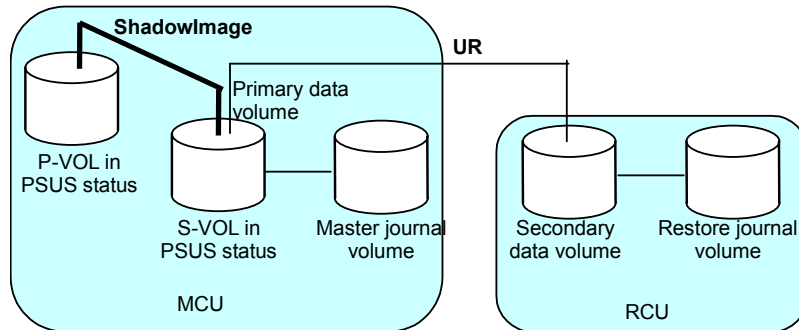 ShadowImage
UR
Primary data
volume
P-VOL in
PSUS status
S-VOL in
PSUS status
Master journal
volume
Secondary
data volume
Restore journal
volume
MCU
RCU